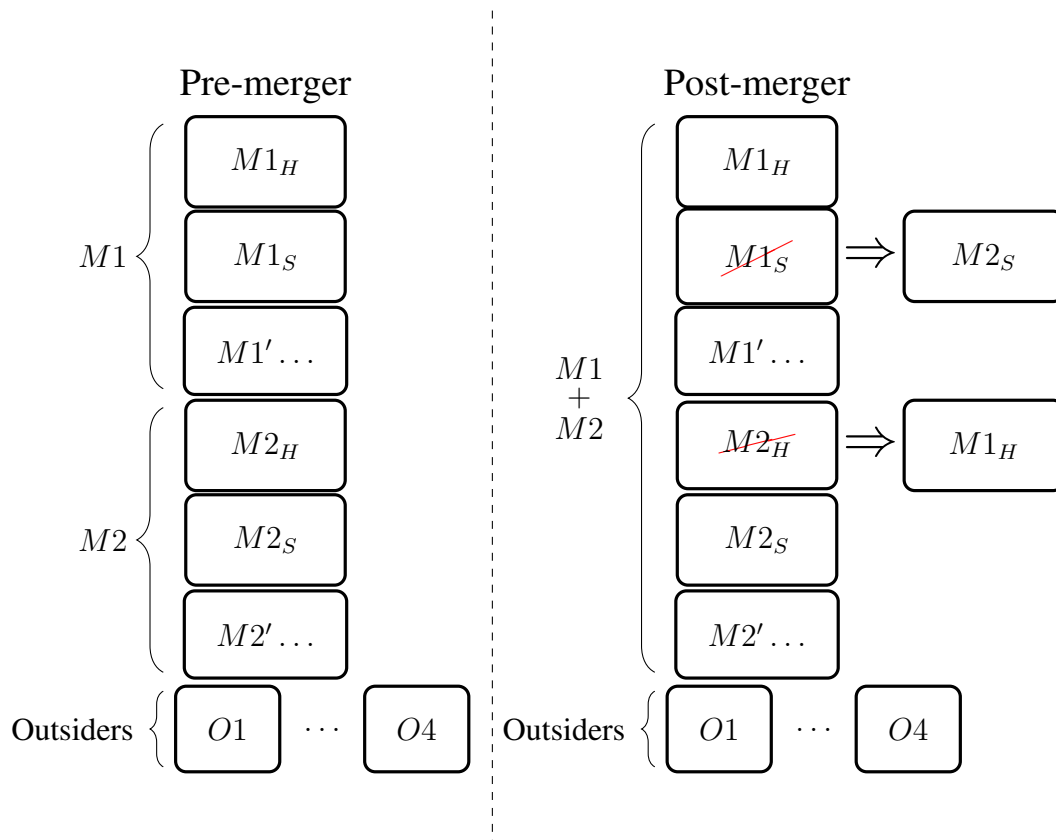 Pre-merger
M1_H
M1_S
M1' ...
M1
M2_H
M2_S
M2' ...
M2
Outsiders
O1 ... O4
Post-merger
M1_H
M1_S ⇒ M2_S
M1' ...
M1
+
M2
M2_H ⇒ M1_H
M2_S
M2' ...
Outsiders
O1 ... O4